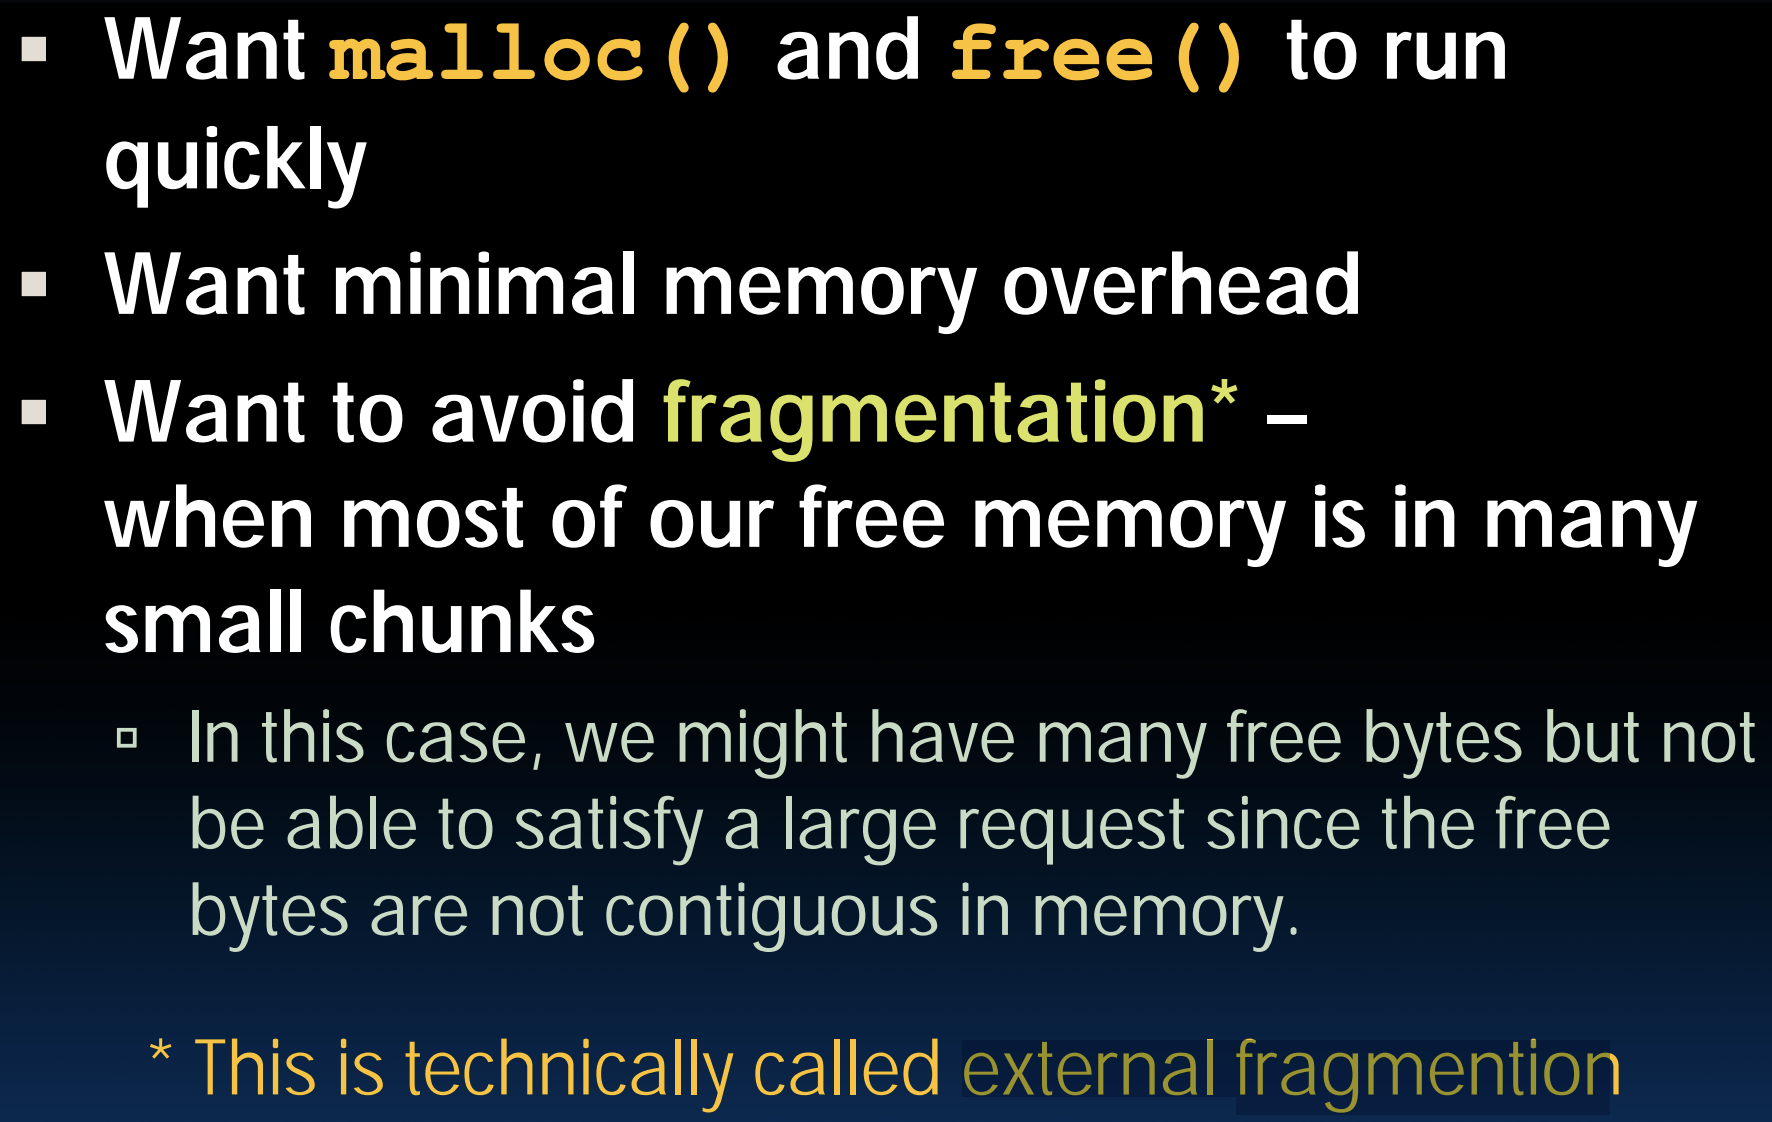 ▪ Want malloc() and free() to run
quickly
▪ Want minimal memory overhead
▪ Want to avoid fragmentation* –
when most of our free memory is in many
small chunks
▫ In this case, we might have many free bytes but not
be able to satisfy a large request since the free
bytes are not contiguous in memory.
* This is technically called external fragmention